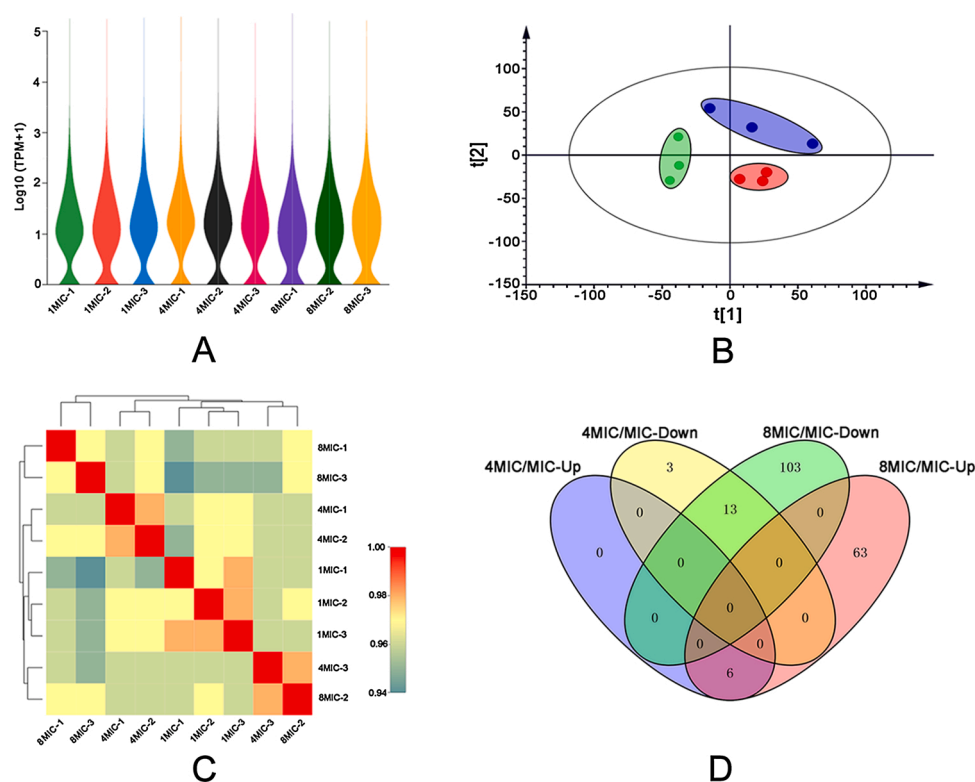 Log10 (TPM+1)
5
4
3
2
1
0
1MIC-1
1MIC-2
1MIC-3
4MIC-1
4MIC-2
4MIC-3
8MIC-1
8MIC-2
8MIC-3
A
t[2]
100
50
0
-50
-100
-150
-150
-100
-50
0
50
100
t[1]
B
8MIC-1
8MIC-3
4MIC-1
4MIC-2
1MIC-1
1MIC-2
1MIC-3
4MIC-3
8MIC-2
1.00
0.98
0.96
0.94
8MIC-1
8MIC-3
4MIC-1
4MIC-2
1MIC-1
1MIC-2
1MIC-3
4MIC-3
8MIC-2
C
4MIC/MIC-Down
8MIC/MIC-Down
4MIC/MIC-Up
8MIC/MIC-Up
3
103
0
13
0
0
63
0
0
0
0
0
0
0
6
D